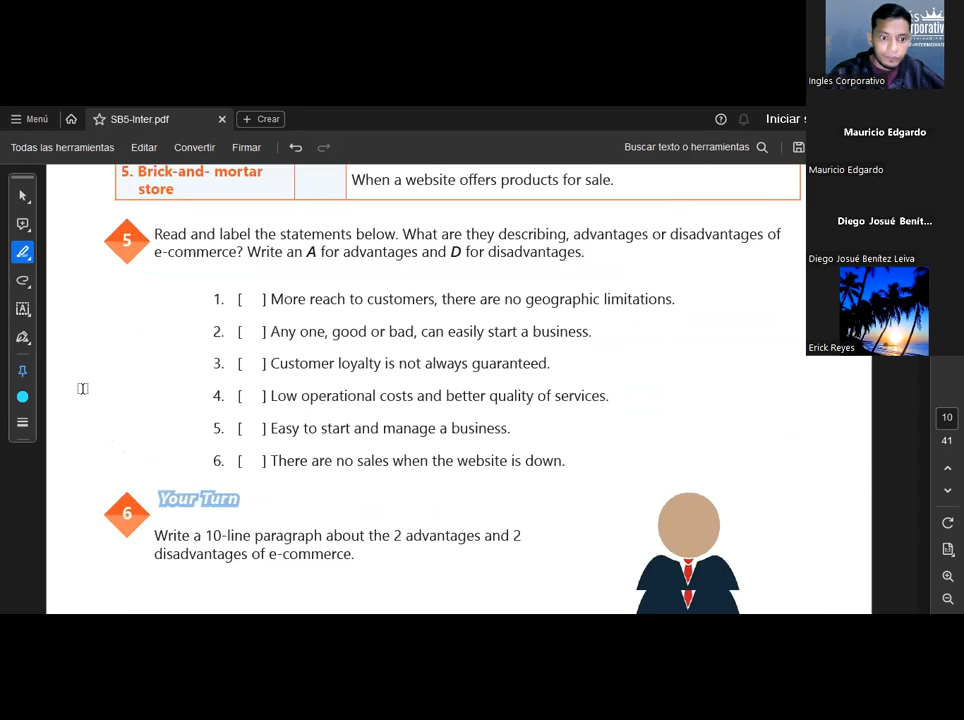 és
rporativ
E-INTERMEDIATE
Ingles Corporativo
Menú
SB5-Inter.pdf
Crear
Iniciar s
Mauricio Edgardo
Todas las herramientas
Editar
Convertir
Firmar
Buscar texto o herramientas
Mauricio Edgardo
5. Brick-and- mortar
store
When a website offers products for sale.
Diego Josué Benít...
Diego Josué Benítez Leiva
5
Read and label the statements below. What are they describing, advantages or disadvantages of
e-commerce? Write an A for advantages and D for disadvantages.
1. [ ] More reach to customers, there are no geographic limitations.
2. [ ] Any one, good or bad, can easily start a business.
Erick Reyes
3. [ ] Customer loyalty is not always guaranteed.
4. [ ] Low operational costs and better quality of services.
5. [ ] Easy to start and manage a business.
6. [ ] There are no sales when the website is down.
10
41
Your Turn
6
Write a 10-line paragraph about the 2 advantages and 2
disadvantages of e-commerce.